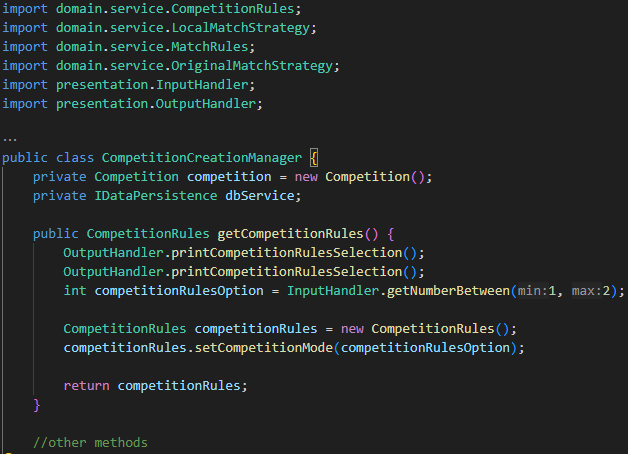 import domain.service.CompetitionRules;
import domain.service.LocalMatchStrategy;
import domain.service.MatchRules;
import domain.service.OriginalMatchStrategy;
import presentation.InputHandler;
import presentation.OutputHandler;
...
public class CompetitionCreationManager {
private Competition competition = new Competition();
private IDataPersistence dbService;
public CompetitionRules getCompetitionRules() {
OutputHandler.printCompetitionRulesSelection();
OutputHandler.printCompetitionRulesSelection();
int competitionRulesOption = InputHandler.getNumberBetween(min:1, max:2);
CompetitionRules competitionRules = new CompetitionRules();
competitionRules.setCompetitionMode(competitionRulesOption);
return competitionRules;
}
//other methods